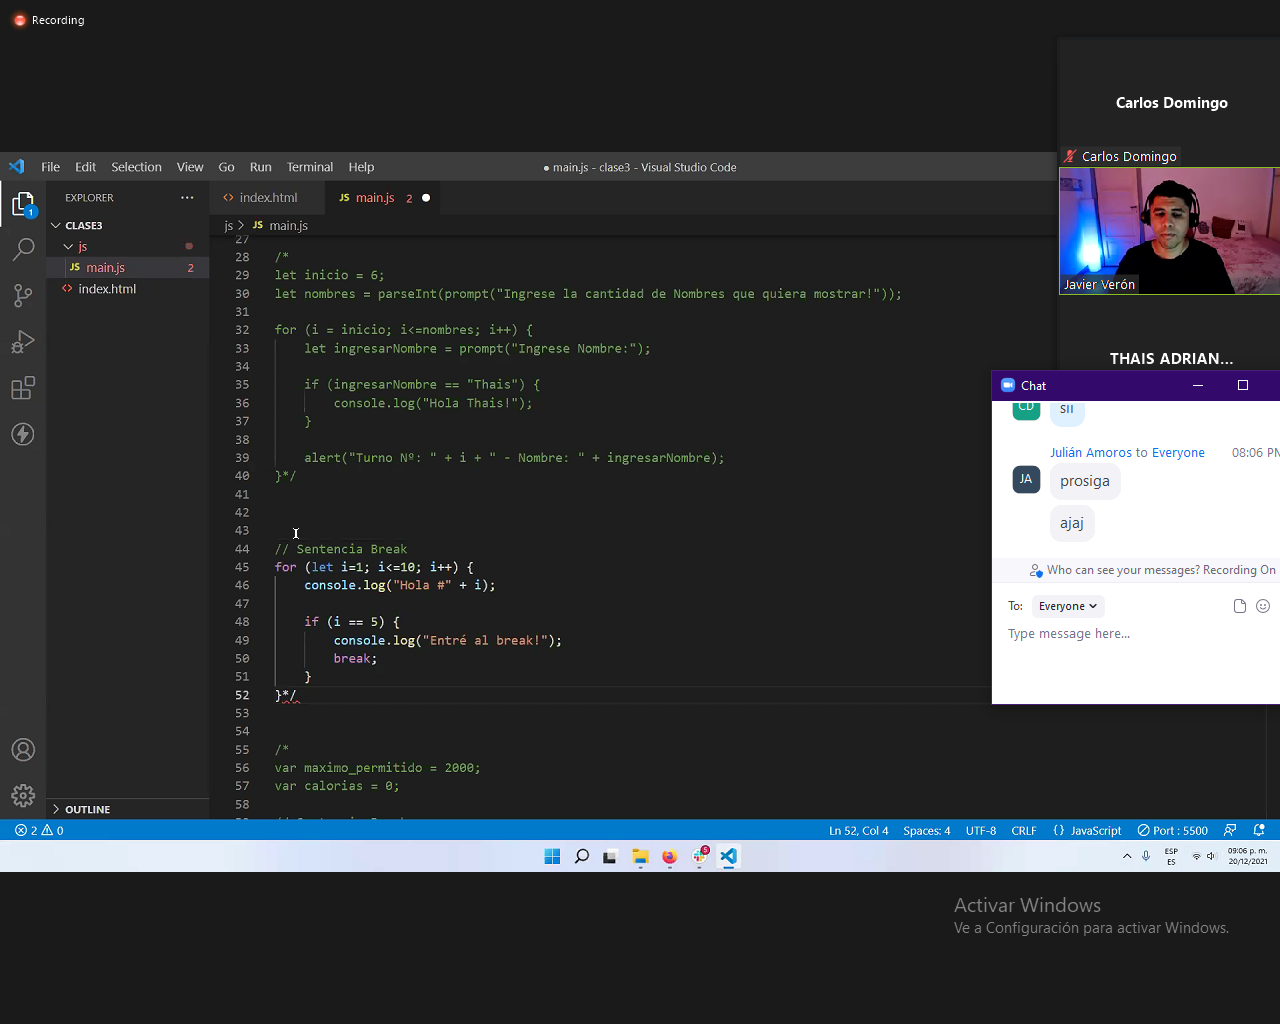 Recording
Carlos Domingo
Carlos Domingo
Javier Verón
THAIS ADRIAN...
File Edit Selection View Go Run Terminal Help
● main.js - clase3 - Visual Studio Code
EXPLORER ···
1
CLASE3
js
JS main.js 2
<> index.html
OUTLINE
<> index.html
JS main.js 2 ●
js > JS main.js
27
28 /*
29 let inicio = 6;
30 let nombres = parseInt(prompt("Ingrese la cantidad de Nombres que quiera mostrar!"));
31
32 for (i = inicio; i<=nombres; i++) {
33 let ingresarNombre = prompt("Ingrese Nombre:");
34
35 if (ingresarNombre == "Thais") {
36 console.log("Hola Thais!");
37 }
38
39 alert("Turno Nº: " + i + " - Nombre: " + ingresarNombre);
40 }*/
41
42
43
44 // Sentencia Break
45 for (let i=1; i<=10; i++) {
46 console.log("Hola #" + i);
47
48 if (i == 5) {
49 console.log("Entré al break!");
50 break;
51 }
52 }*/
53
54
55 /*
56 var maximo_permitido = 2000;
57 var calorias = 0;
58
Chat
CD
SII
Julián Amoros to Everyone 08:06 PM
JA
prosiga
ajaj
Who can see your messages? Recording On
To: Everyone
Type message here...
2 0
Ln 52, Col 4 Spaces: 4 UTF-8 CRLF {} JavaScript Port : 5500
5
ESP
ES
09:06 p. m.
20/12/2021
Activar Windows
Ve a Configuración para activar Windows.